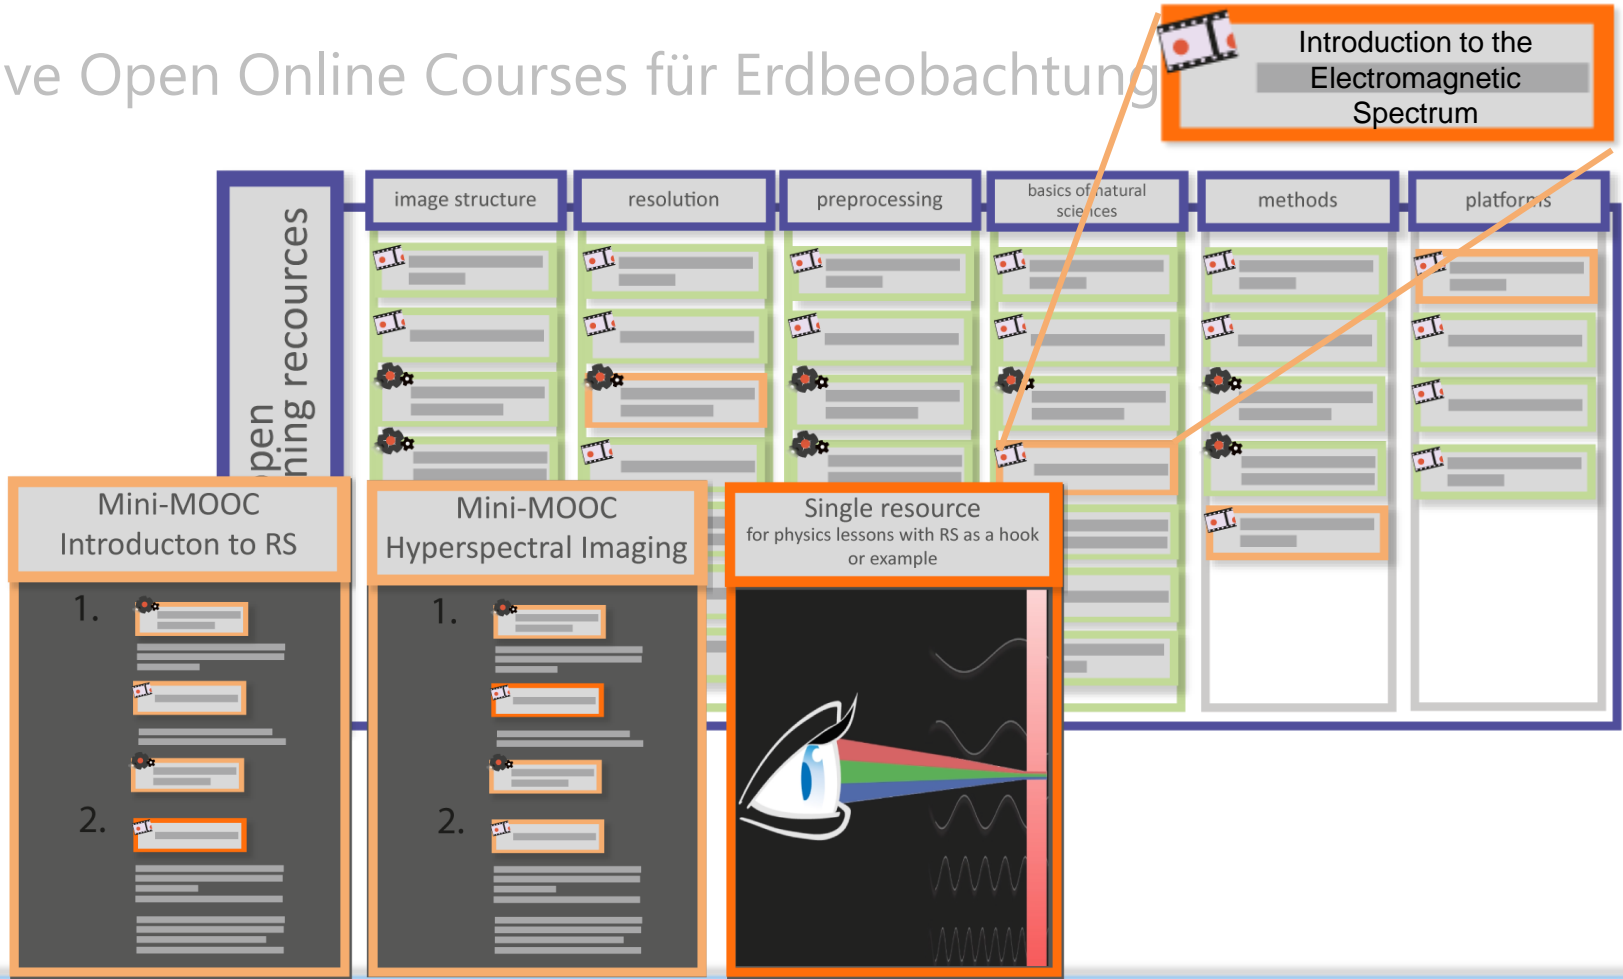 ve Open Online Courses für Erdbeobachtung
Introduction to the
Electromagnetic
Spectrum
image structure
resolution
preprocessing
basics of natural
sciences
methods
platforms
pen
ning recources
Mini-MOOC
Introducton to RS
1.
2.
Mini-MOOC
Hyperspectral Imaging
1.
2.
Single resource
for physics lessons with RS as a hook
or example